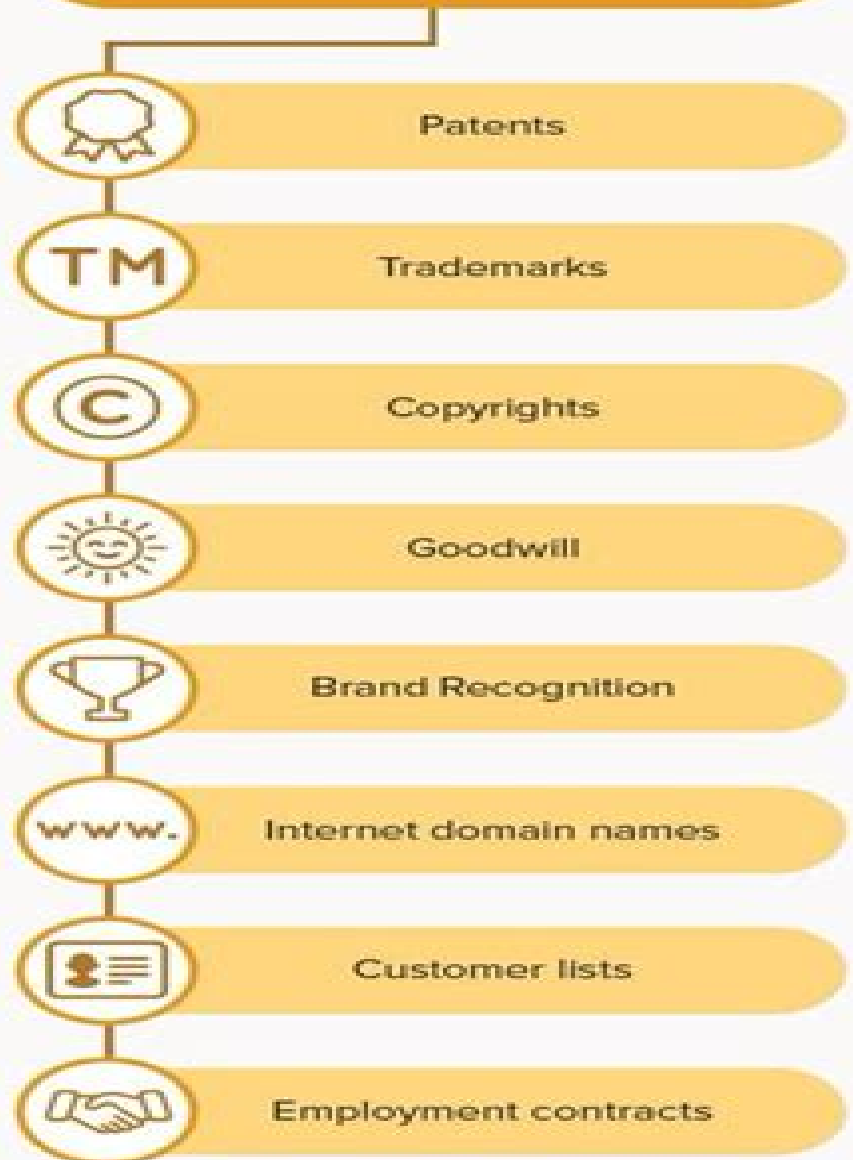 Patents
TM
Trademarks
C
Copyrights
Goodwill
Brand Recognition
www.
Internet domain names
Customer lists
Employment contracts